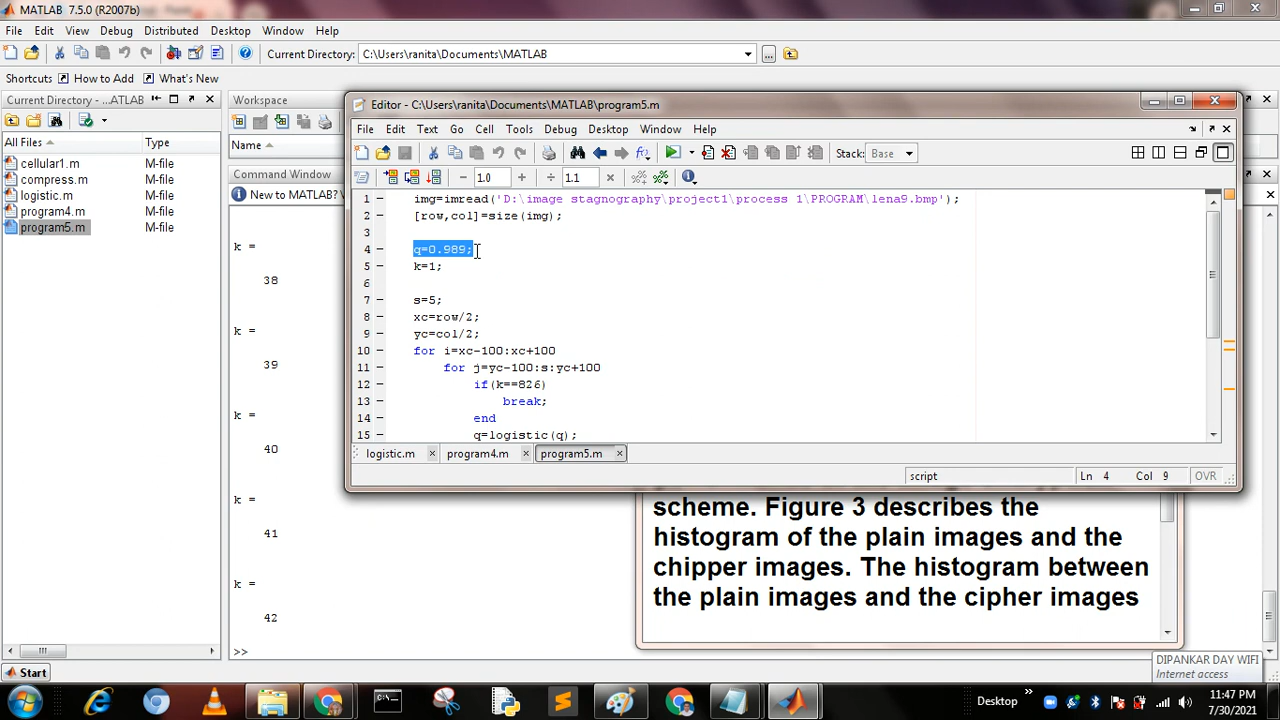 MATLAB 7.5.0 (R2007b)
File Edit View Debug Distributed Desktop Window Help
Current Directory: C:\Users\ranita\Documents\MATLAB
Shortcuts How to Add What's New
Current Directory - ...ATLAB
All Files Type
cellular1.m M-file
compress.m M-file
logistic.m M-file
program4.m M-file
program5.m M-file
Workspace
Name
Command Window
New to MATLAB?
k =
38
k =
39
k =
40
k =
41
k =
42
>>
Editor - C:\Users\ranita\Documents\MATLAB\program5.m
File Edit Text Go Cell Tools Debug Desktop Window Help
Stack: Base
1.0 1.1
1 img=imread('D:\image stagnography\project1\process 1\PROGRAM\lena9.bmp');
2 [row,col]=size(img);
3
4 q=0.989;
5 k=1;
6
7 s=5;
8 xc=row/2;
9 yc=col/2;
10 for i=xc-100:xc+100
11 for j=yc-100:s:yc+100
12 if(k==826)
13 break;
14 end
15 q=logistic(q);
logistic.m program4.m program5.m
script Ln 4 Col 9 OVR
scheme. Figure 3 describes the
histogram of the plain images and the
chipper images. The histogram between
the plain images and the cipher images
DIPANKAR DAY WIFI
Internet access
Start
Desktop
11:47 PM
7/30/2021